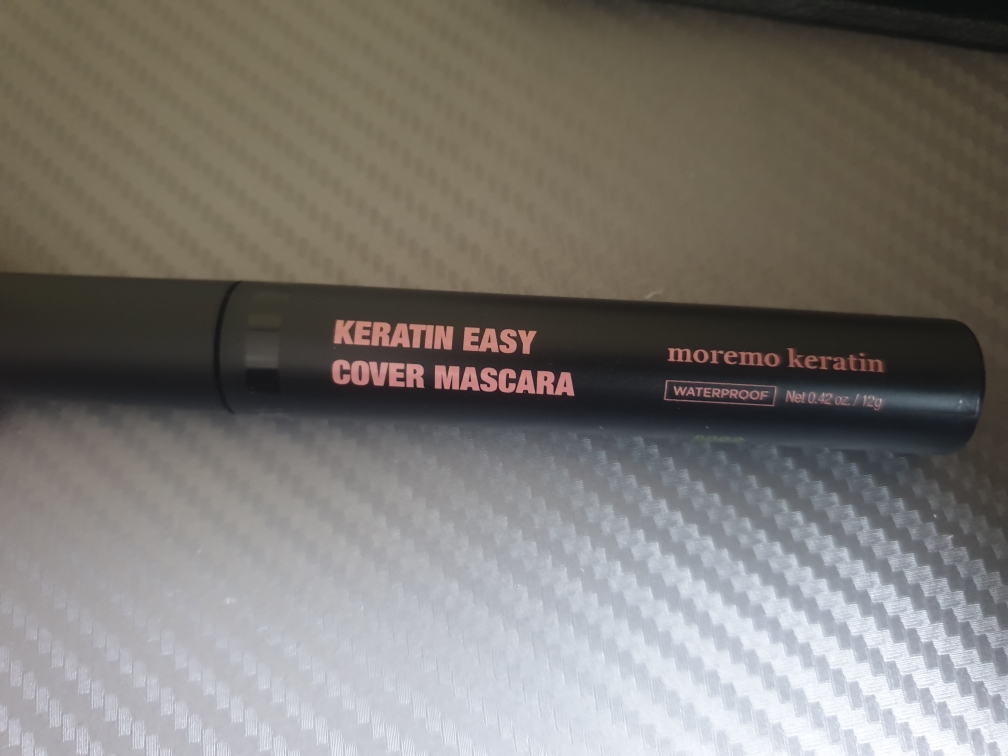 KERATIN EASY
COVER MASCARA
moremo keratin
WATERPROOF Net 0.42 oz. / 12g